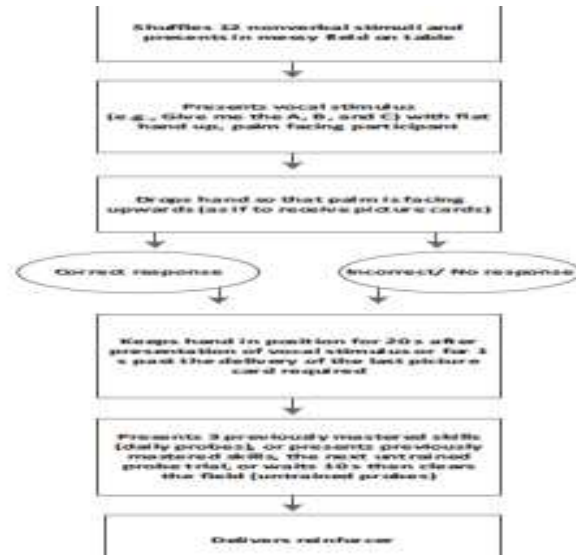 Shuffles 12 nonverbal stimuli and
presents in messy field on table
Presents vocal stimulus
(e.g., Give me the A, B, and C) with flat
hand up, palm facing participant
Drops hand so that palm is facing
upwards (as if to receive picture cards)
Correct response
Incorrect/ No response
Keeps hand in position for 20 s after
presentation of vocal stimulus or for 1
s past the delivery of the last picture
card required
Presents 3 previously mastered skills
(daily probes), or presents previously
mastered skills, the next untrained
probe trial, or waits 10 s then clears
the field (untrained probes)
Delivers reinforcer